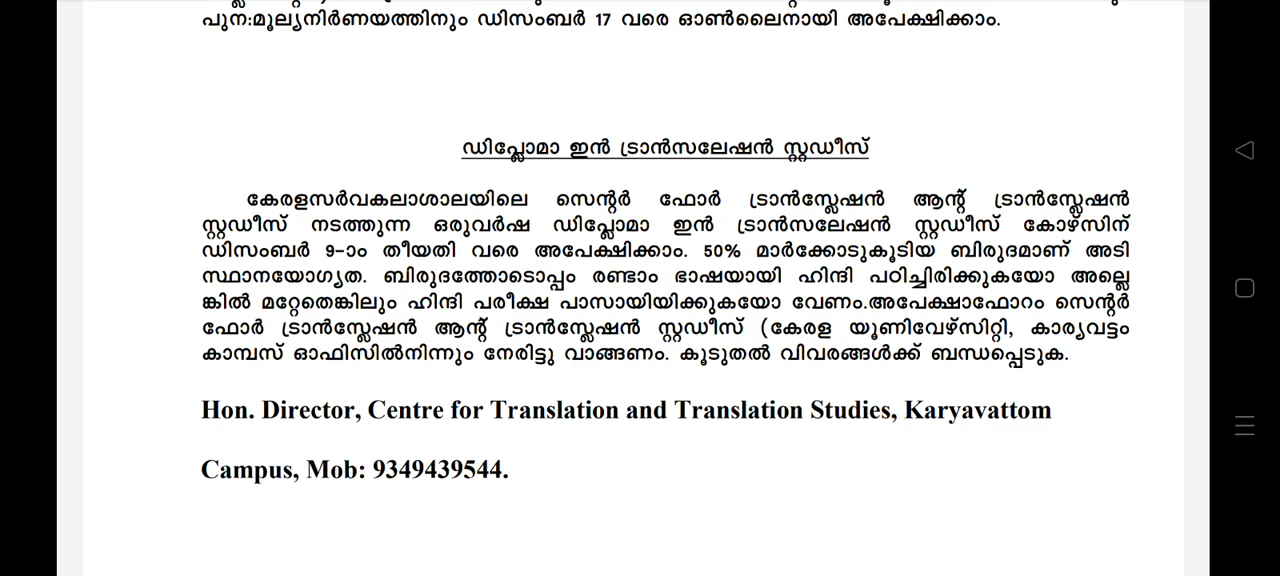 പുന:മൂല്യനിർണയത്തിനും ഡിസംബർ 17 വരെ ഓൺലൈനായി അപേക്ഷിക്കാം.
ഡിപ്ലോമാ ഇൻ ട്രാൻസലേഷൻ സ്റ്റഡീസ്
കേരളസർവകലാശാലയിലെ സെന്റർ ഫോർ ട്രാൻസ്ലേഷൻ ആന്റ് ട്രാൻസ്ലേഷൻ
സ്റ്റഡീസ് നടത്തുന്ന ഒരുവർഷ ഡിപ്ലോമാ ഇൻ ട്രാൻസലേഷൻ സ്റ്റഡീസ് കോഴ്സിന്
ഡിസംബർ 9-ാം തീയതി വരെ അപേക്ഷിക്കാം. 50% മാർക്കോടുകൂടിയ ബിരുദമാണ് അടി
സ്ഥാനയോഗ്യത. ബിരുദത്തോടൊപ്പം രണ്ടാം ഭാഷയായി ഹിന്ദി പഠിച്ചിരിക്കുകയോ അല്ലെ
ങ്കിൽ മറ്റേതെങ്കിലും ഹിന്ദി പരീക്ഷ പാസായിയിക്കുകയോ വേണം.അപേക്ഷാഫോറം സെന്റർ
ഫോർ ട്രാൻസ്ലേഷൻ ആന്റ് ട്രാൻസ്ലേഷൻ സ്റ്റഡീസ് (കേരള യൂണിവേഴ്സിറ്റി, കാര്യവട്ടം
കാമ്പസ് ഓഫിസിൽനിന്നും നേരിട്ടു വാങ്ങണം. കൂടുതൽ വിവരങ്ങൾക്ക് ബന്ധപ്പെടുക.
Hon. Director, Centre for Translation and Translation Studies, Karyavattom
Campus, Mob: 9349439544.